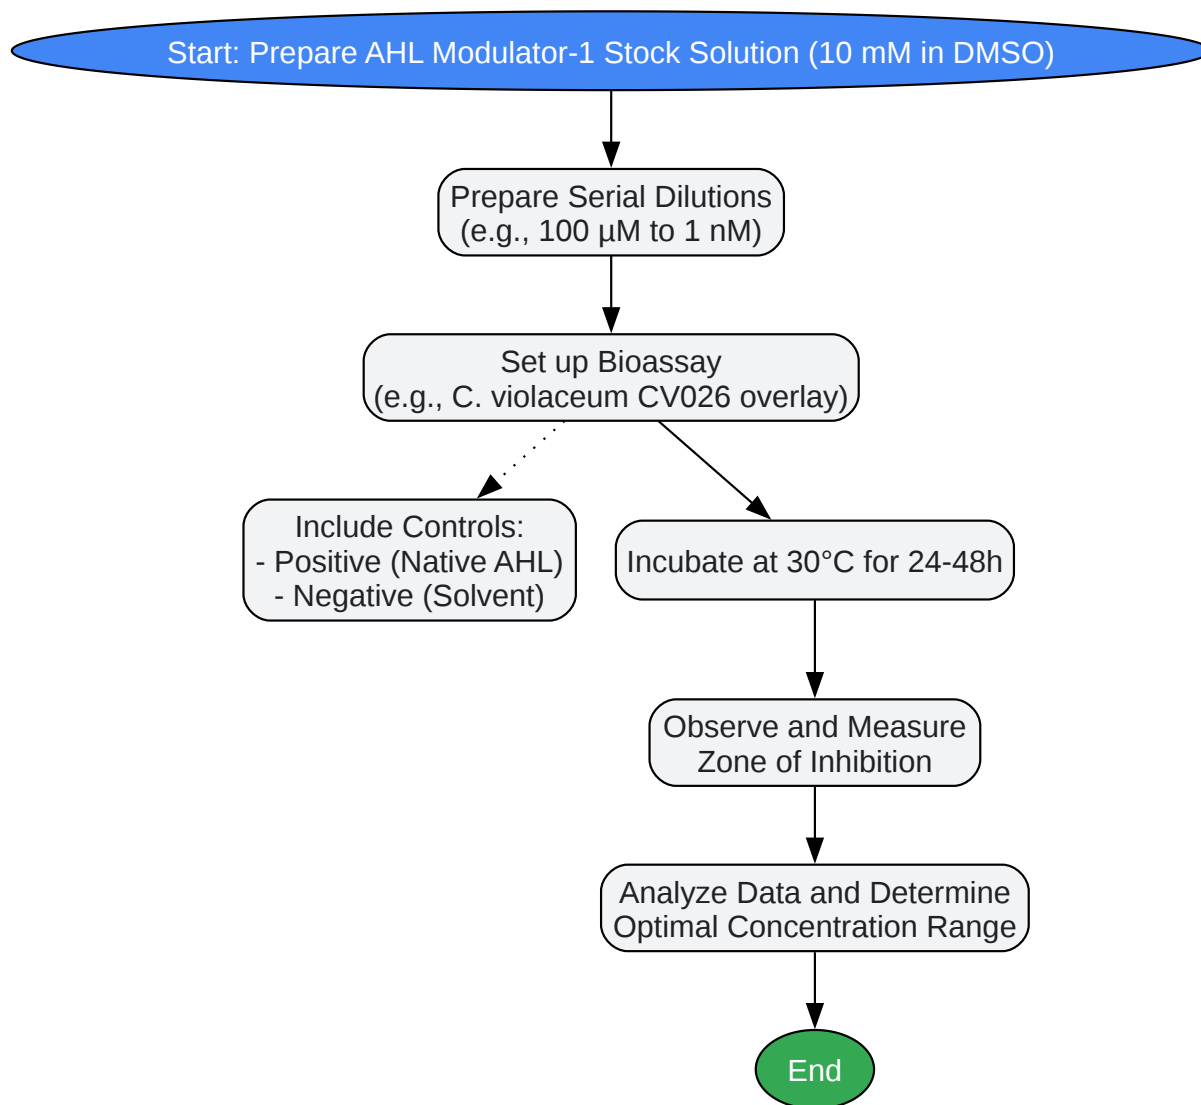 Start: Prepare AHL Modulator-1 Stock Solution (10 mM in DMSO)
Prepare Serial Dilutions
(e.g., 100 µM to 1 nM)
Set up Bioassay
(e.g., C. violaceum CV026 overlay)
Include Controls:
- Positive (Native AHL)
- Negative (Solvent)
Incubate at 30°C for 24-48h
Observe and Measure
Zone of Inhibition
Analyze Data and Determine
Optimal Concentration Range
End